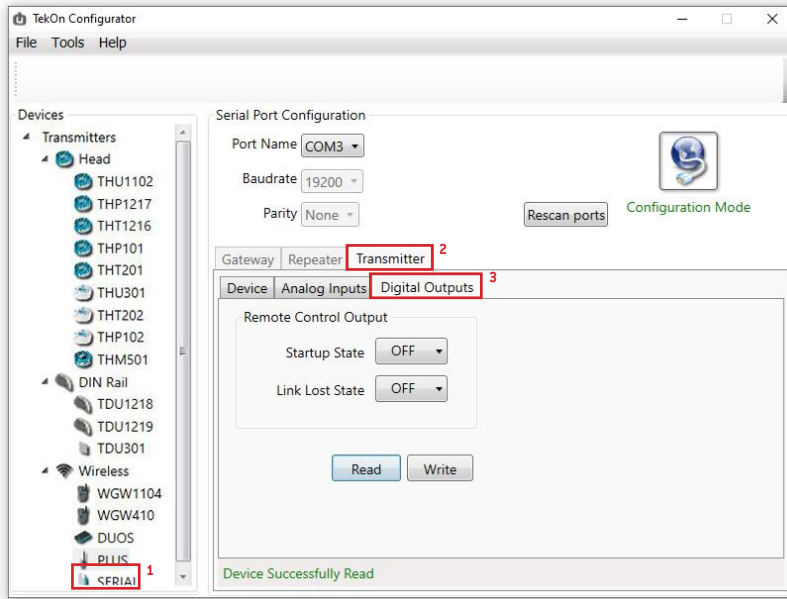 TekOn Configurator
File Tools Help
Devices
Transmitters
Head
THU1102
THP1217
THT1216
THP101
THT201
THU301
THT202
THP102
THM501
DIN Rail
TDU1218
TDU1219
TDU301
Wireless
WGW1104
WGW410
DUOS
PLUS
SERIAL 1
Serial Port Configuration
Port Name COM3
Baudrate 19200
Parity None
Rescan ports
Configuration Mode
Gateway Repeater Transmitter 2
Device Analog Inputs Digital Outputs 3
Remote Control Output
Startup State OFF
Link Lost State OFF
Read Write
Device Successfully Read